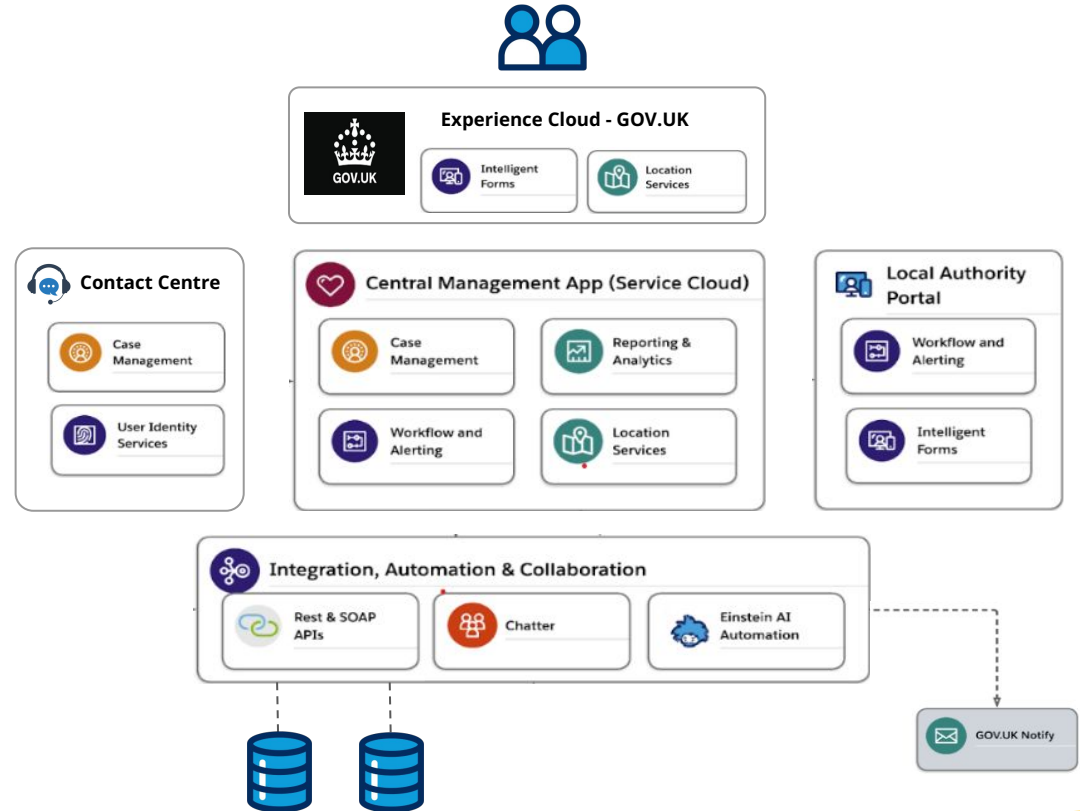 Experience Cloud - GOV.UK
GOV.UK
Intelligent
Forms
Location
Services
Contact Centre
Case
Management
User Identity
Services
Central Management App (Service Cloud)
Case
Management
Reporting &
Analytics
Workflow and
Alerting
Location
Services
Local Authority
Portal
Workflow and
Alerting
Intelligent
Forms
Integration, Automation & Collaboration
Rest & SOAP
APIs
Chatter
Einstein AI
Automation
GOV.UK Notify